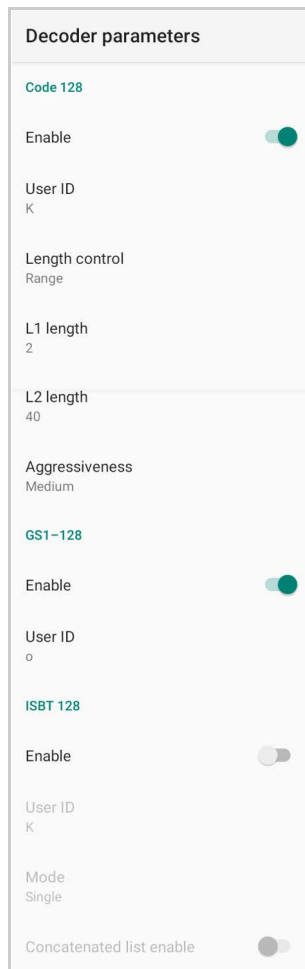 Decoder parameters
Code 128
Enable
User ID
K
Length control
Range
L1 length
2
L2 length
40
Aggressiveness
Medium
GS1-128
Enable
User ID
o
ISBT 128
Enable
User ID
K
Mode
Single
Concatenated list enable